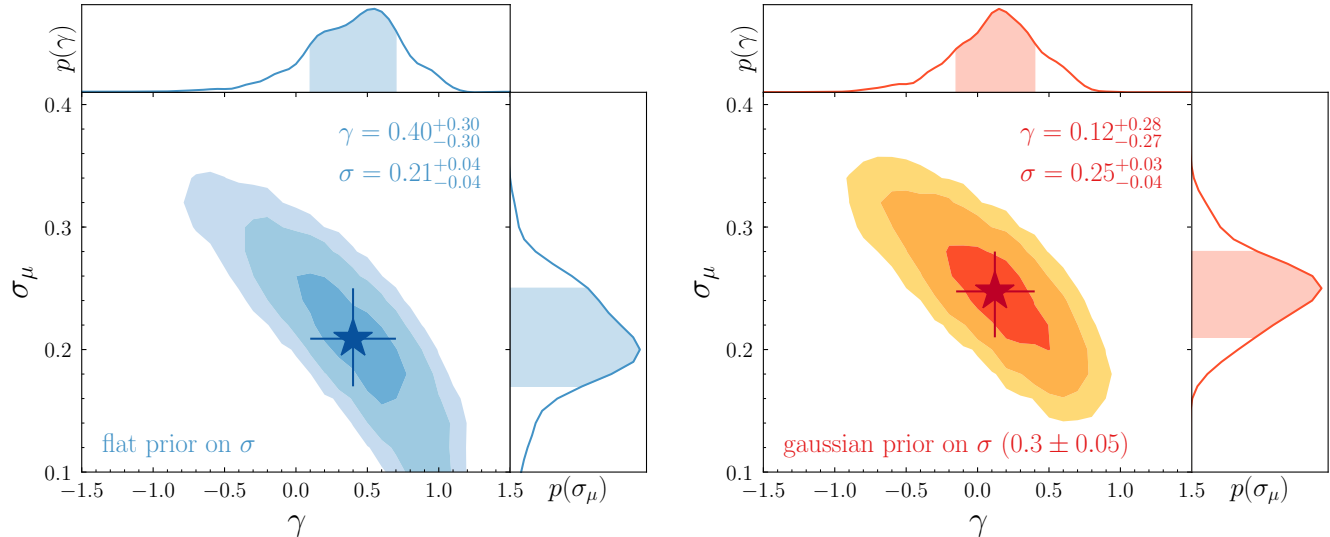 p(γ)
0.4
0.3
0.2
0.1
σ_μ
γ = 0.40^{+0.30}_{-0.30}
σ = 0.21^{+0.04}_{-0.04}
flat prior on σ
−1.5 −1.0 −0.5 0.0 0.5 1.0 1.5
γ
p(σ_μ)
p(γ)
0.4
0.3
0.2
0.1
σ_μ
γ = 0.12^{+0.28}_{-0.27}
σ = 0.25^{+0.03}_{-0.04}
gaussian prior on σ (0.3 ± 0.05)
−1.5 −1.0 −0.5 0.0 0.5 1.0 1.5
γ
p(σ_μ)